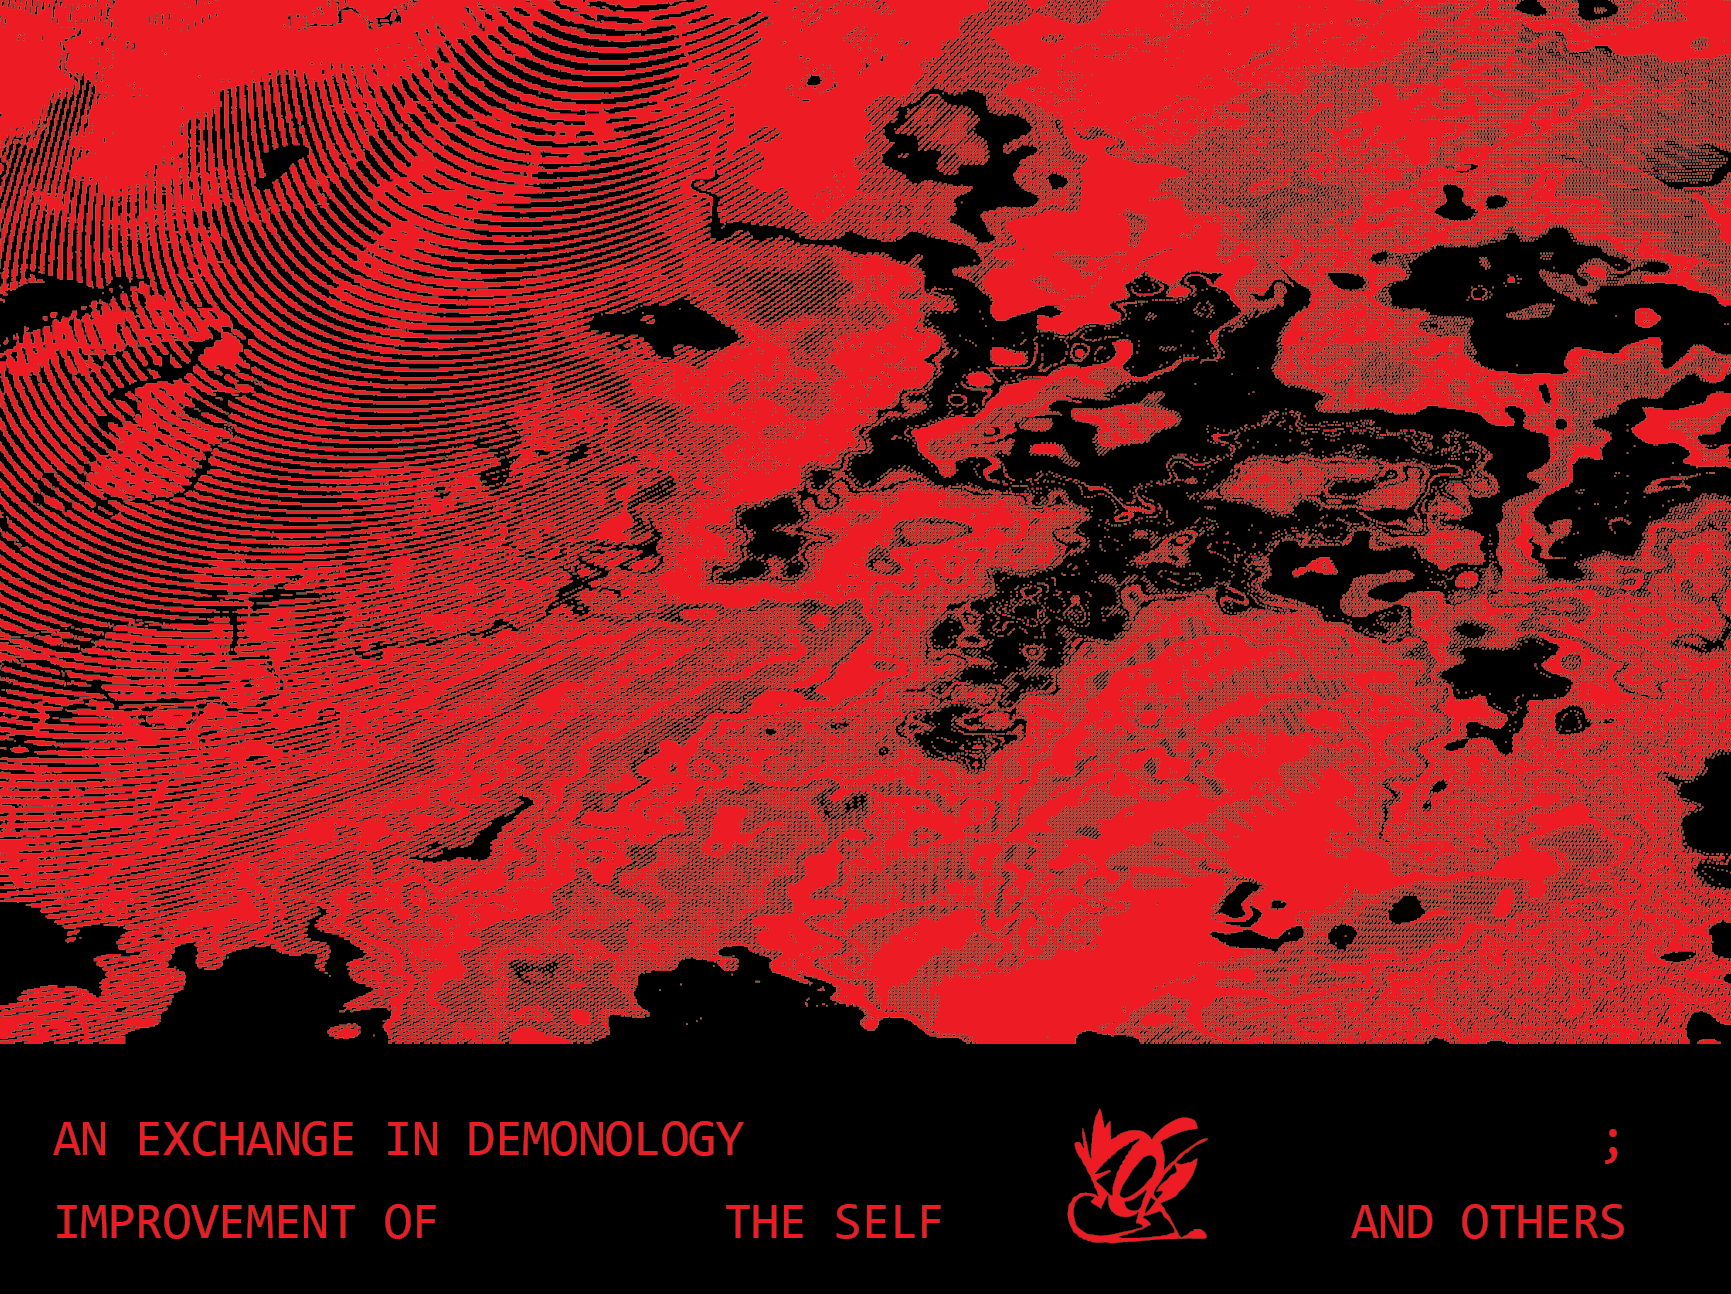 AN EXCHANGE IN DEMONOLOGY ;
IMPROVEMENT OF THE SELF AND OTHERS